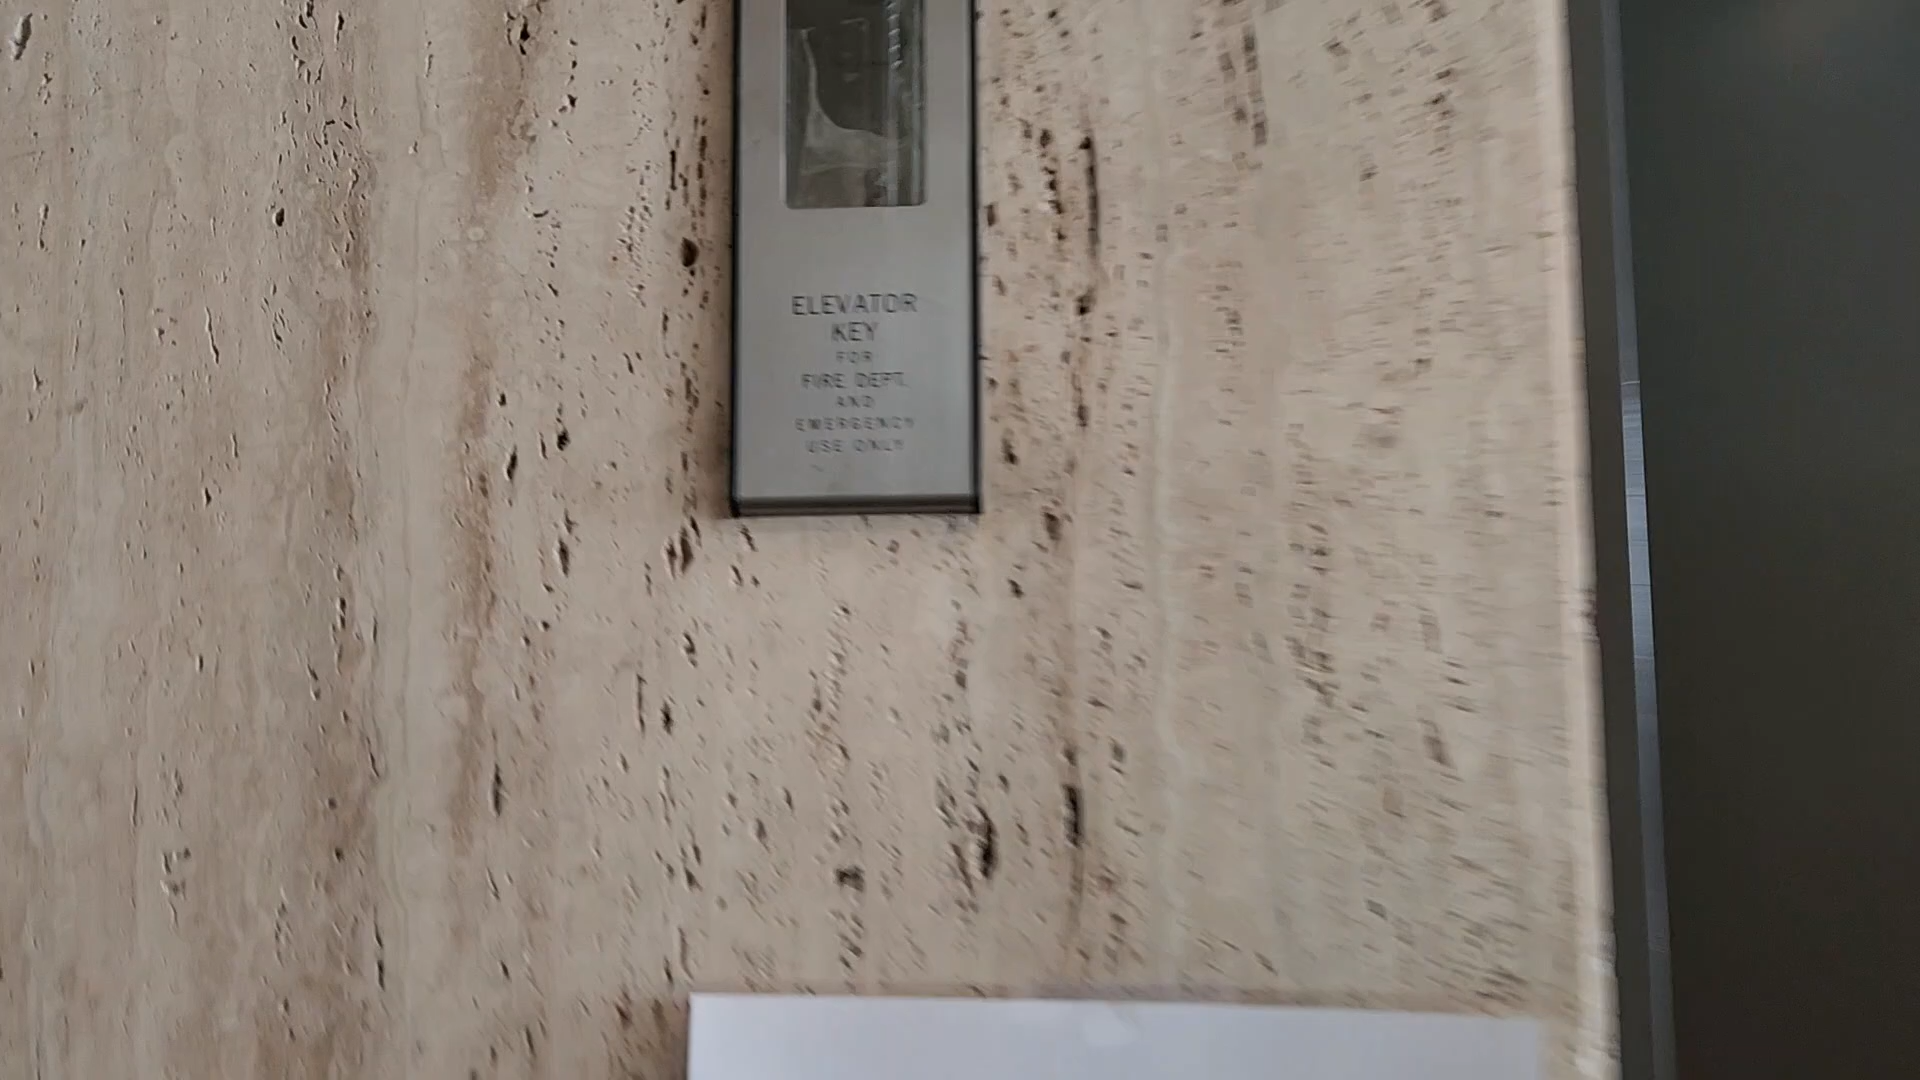 ELEVATOR
KEY
FOR
FIRE DEPT.
AND
EMERGENCY
USE ONLY